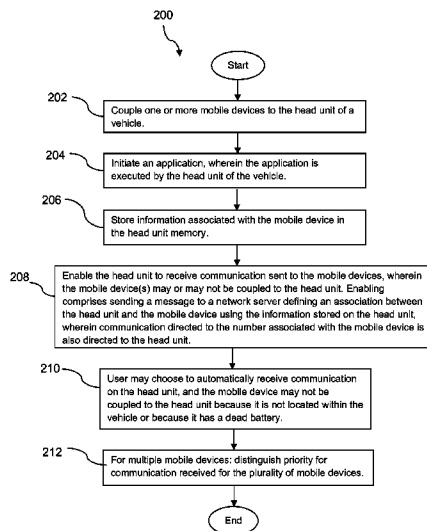 200
Start
202
Couple one or more mobile devices to the head unit of a
vehicle.
204
Initiate an application, wherein the application is
executed by the head unit of the vehicle.
206
Store information associated with the mobile device in
the head unit memory.
208
Enable the head unit to receive communication sent to the mobile devices, wherein
the mobile device(s) may or may not be coupled to the head unit. Enabling
comprises sending a message to a network server defining an association between
the head unit and the mobile device using the information stored on the head unit,
wherein communication directed to the number associated with the mobile device is
also directed to the head unit.
210
User may choose to automatically receive communication
on the head unit, and the mobile device may not be
coupled to the head unit because it is not located within the
vehicle or because it has a dead battery.
212
For multiple mobile devices: distinguish priority for
communication received for the plurality of mobile devices.
End